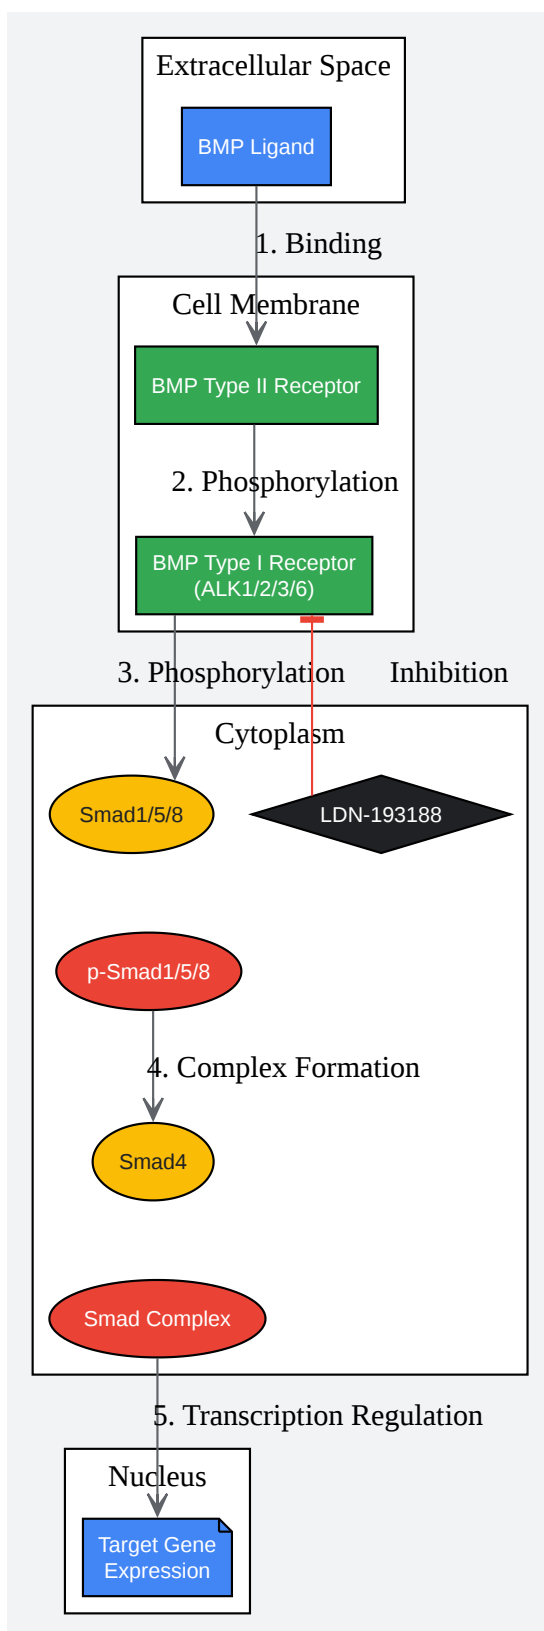 Extracellular Space
BMP Ligand
1. Binding
Cell Membrane
BMP Type II Receptor
2. Phosphorylation
BMP Type I Receptor
(ALK1/2/3/6)
3. Phosphorylation
Inhibition
Cytoplasm
Smad1/5/8
LDN-193188
p-Smad1/5/8
4. Complex Formation
Smad4
Smad Complex
5. Transcription Regulation
Nucleus
Target Gene
Expression